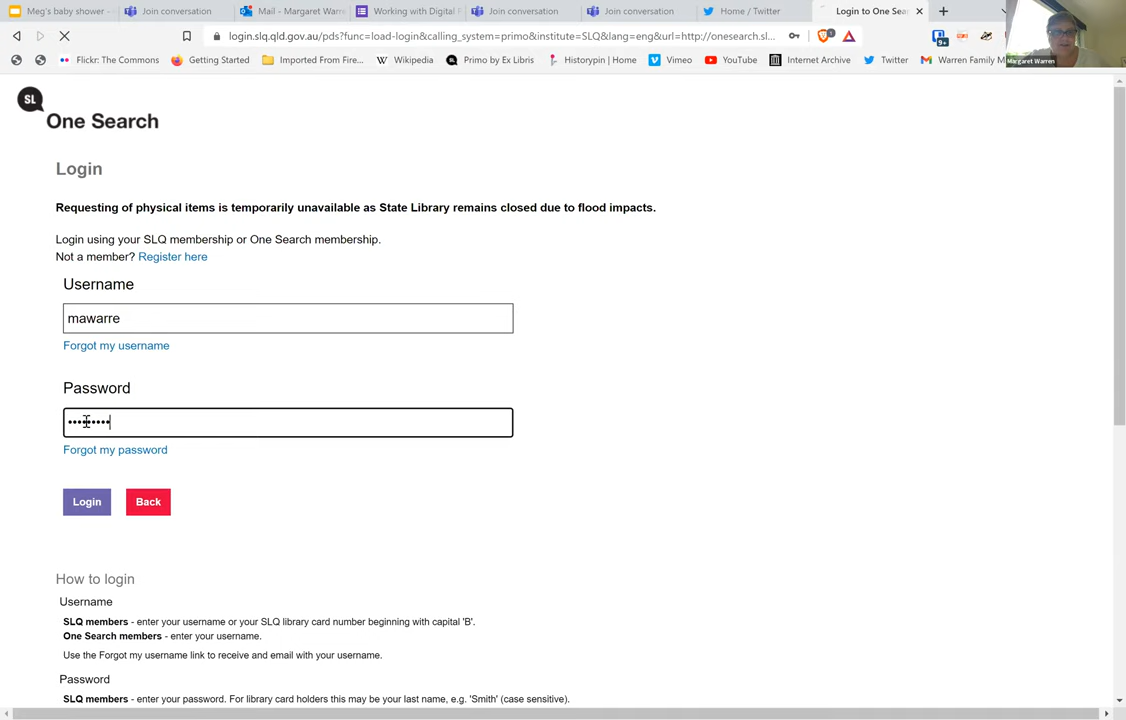 Meg's baby shower -
Join conversation
Mail - Margaret Warre
Working with Digital F
Join conversation
Join conversation
Home / Twitter
Login to One Sear
login.slq.qld.gov.au/pds?func=load-login&calling_system=primo&institute=SLQ&lang=eng&url=http://onesearch.sl...
9+
Margaret Warren
Flickr: The Commons
Getting Started
Imported From Fire...
Wikipedia
Primo by Ex Libris
Historypin | Home
Vimeo
YouTube
Internet Archive
Twitter
Warren Family M
SL
One Search
Login
Requesting of physical items is temporarily unavailable as State Library remains closed due to flood impacts.
Login using your SLQ membership or One Search membership.
Not a member? Register here
Username
mawarre
Forgot my username
Password
Forgot my password
Login
Back
How to login
Username
SLQ members - enter your username or your SLQ library card number beginning with capital 'B'.
One Search members - enter your username.
Use the Forgot my username link to receive and email with your username.
Password
SLQ members - enter your password. For library card holders this may be your last name, e.g. 'Smith' (case sensitive).